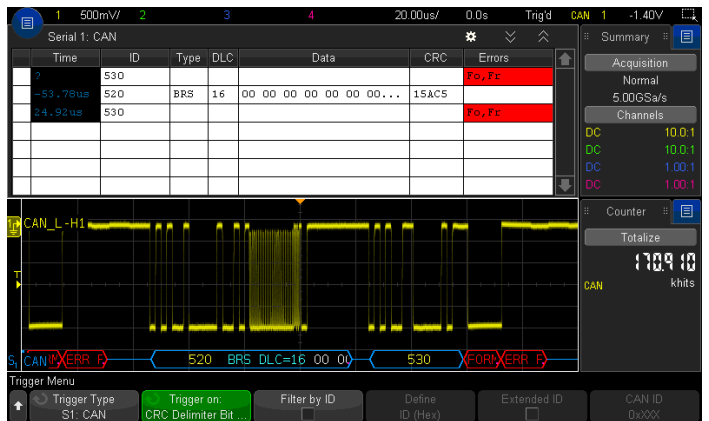 1 500mV/ 2 3 4 20.00us/ 0.0s Trig'd CAN 1 -1.40V
Serial 1: CAN
Time ID Type DLC Data CRC Errors
? 530 Fo,Fr
-53.78us 520 BRS 16 00 00 00 00 00 00 00... 15AC5
24.92us 530 Fo,Fr
Summary
Acquisition
Normal
5.00GSa/s
Channels
DC 10.0:1
DC 10.0:1
DC 1.00:1
DC 1.00:1
CAN_L -H1
T
S1 CAN ERR F 520 BRS DLC=16 00 00 530 FORM ERR F
Counter
Totalize
170.910
CAN khits
Trigger Menu
Trigger Type
S1: CAN
Trigger on:
CRC Delimiter Bit ...
Filter by ID
Define
ID (Hex)
Extended ID
CAN ID
0xXXX